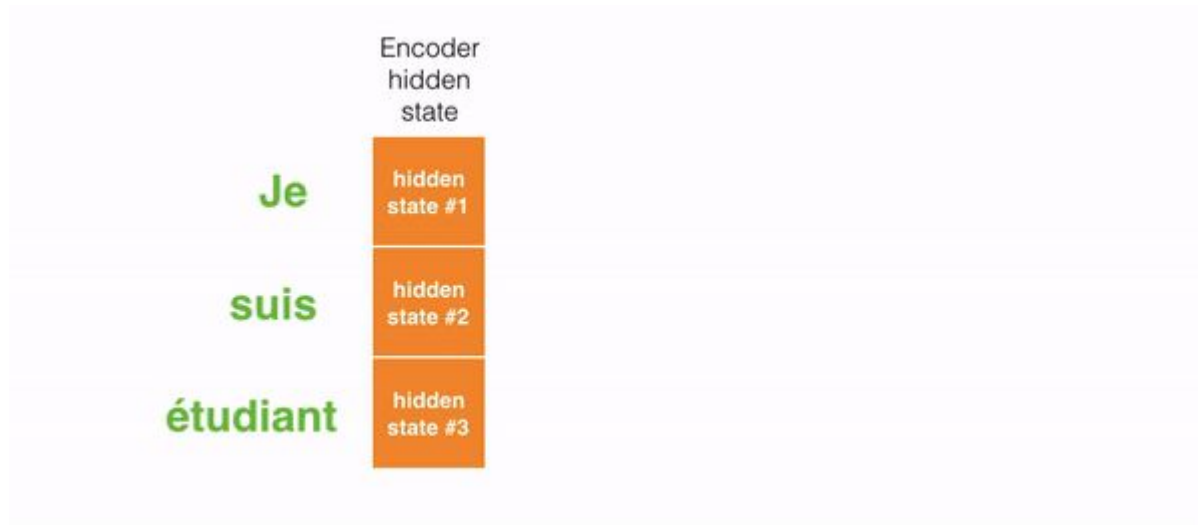 Encoder
hidden
state
Je
hidden
state #1
suis
hidden
state #2
étudiant
hidden
state #3